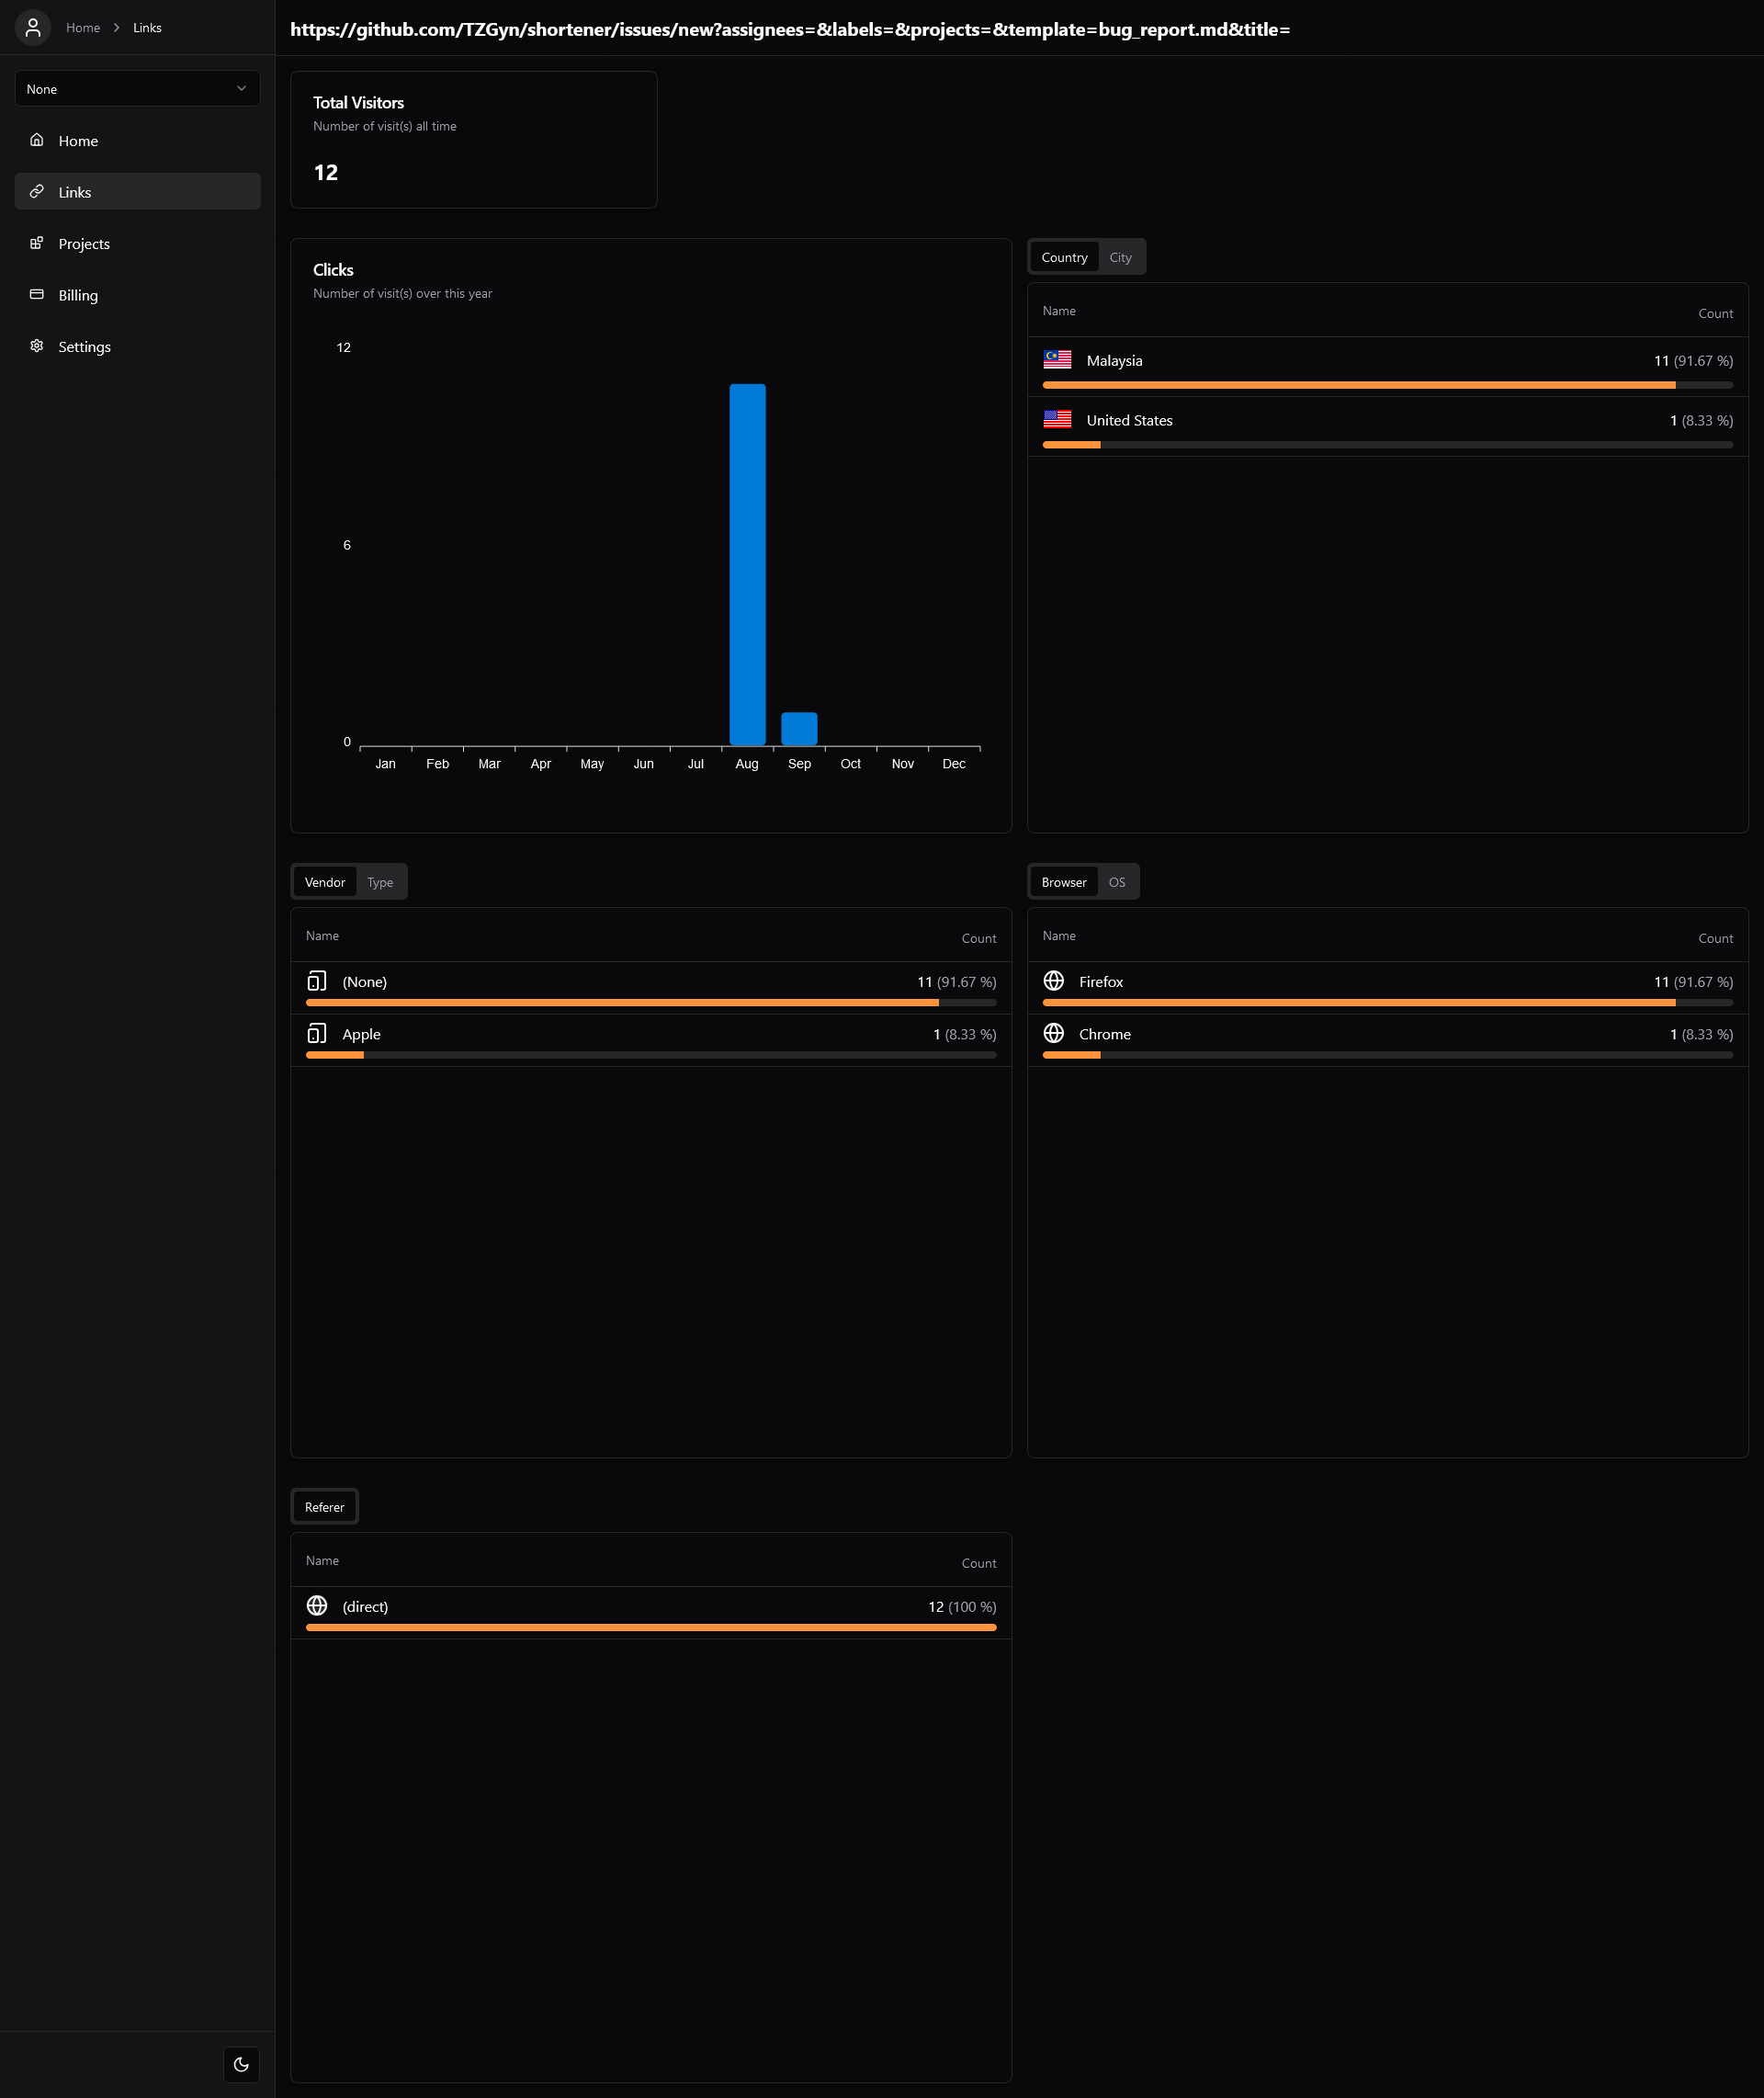 Home > Links
None
Home
Links
Projects
Billing
Settings
https://github.com/TZGyn/shortener/issues/new?assignees=&labels=&projects=&template=bug_report.md&title=
Total Visitors
Number of visit(s) all time
12
Clicks
Number of visit(s) over this year
12
6
0
Jan Feb Mar Apr May Jun Jul Aug Sep Oct Nov Dec
Country City
Name Count
Malaysia 11 (91.67 %)
United States 1 (8.33 %)
Vendor Type
Name Count
(None) 11 (91.67 %)
Apple 1 (8.33 %)
Browser OS
Name Count
Firefox 11 (91.67 %)
Chrome 1 (8.33 %)
Referer
Name Count
(direct) 12 (100 %)